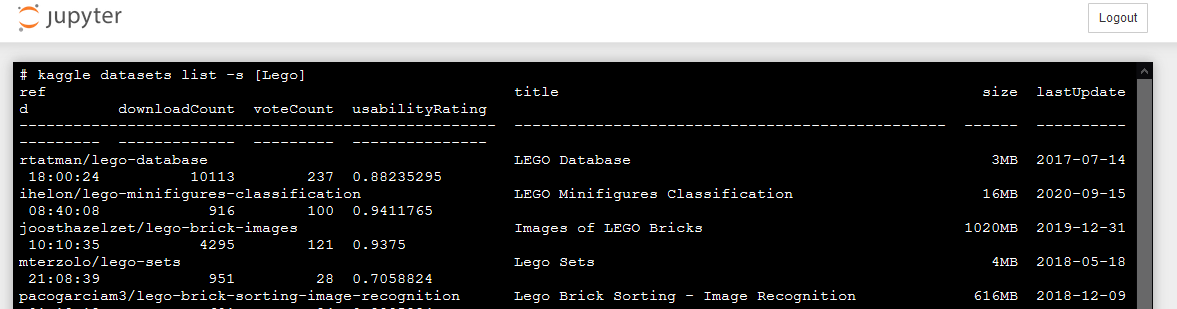 jupyter
Logout
# kaggle datasets list -s [Lego]
ref title size lastUpdate
d downloadCount voteCount usabilityRating
----------------------------------------------------- ------------------------------------------------ ------ ----------
--------- ------------- --------- ---------------
rtatman/lego-database LEGO Database 3MB 2017-07-14
18:00:24 10113 237 0.88235295
ihelon/lego-minifigures-classification LEGO Minifigures Classification 16MB 2020-09-15
08:40:08 916 100 0.9411765
joosthazelzet/lego-brick-images Images of LEGO Bricks 1020MB 2019-12-31
10:10:35 4295 121 0.9375
mterzolo/lego-sets Lego Sets 4MB 2018-05-18
21:08:39 951 28 0.7058824
pacogarciam3/lego-brick-sorting-image-recognition Lego Brick Sorting - Image Recognition 616MB 2018-12-09